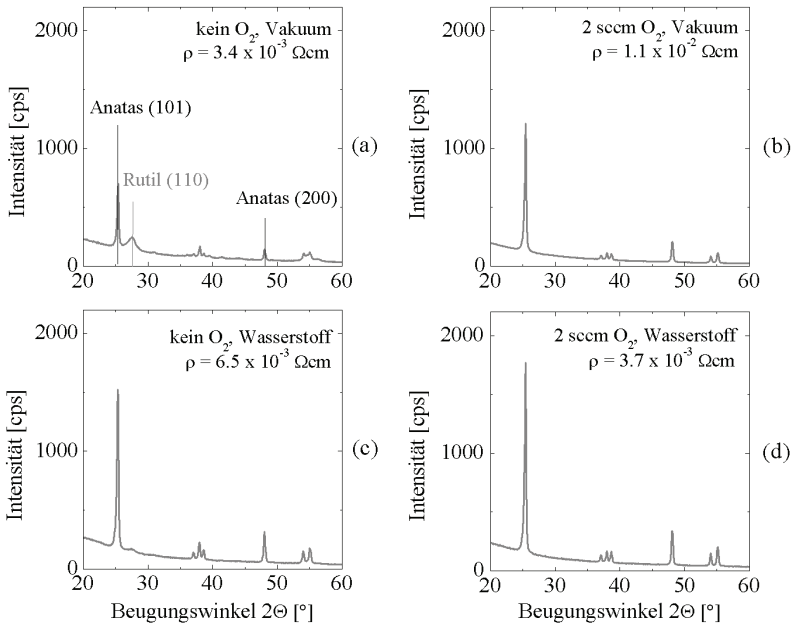 kein O₂, Vakuum
ρ = 3.4 x 10⁻³ Ωcm
Anatas (101)
Rutil (110)
Anatas (200)
Intensität [cps]
2000
1000
0
20 30 40 50 60
(a)
2 sccm O₂, Vakuum
ρ = 1.1 x 10⁻² Ωcm
Intensität [cps]
2000
1000
0
20 30 40 50 60
(b)
kein O₂, Wasserstoff
ρ = 6.5 x 10⁻³ Ωcm
Intensität [cps]
2000
1000
0
20 30 40 50 60
Beugungswinkel 2Θ [°]
(c)
2 sccm O₂, Wasserstoff
ρ = 3.7 x 10⁻³ Ωcm
Intensität [cps]
2000
1000
0
20 30 40 50 60
Beugungswinkel 2Θ [°]
(d)